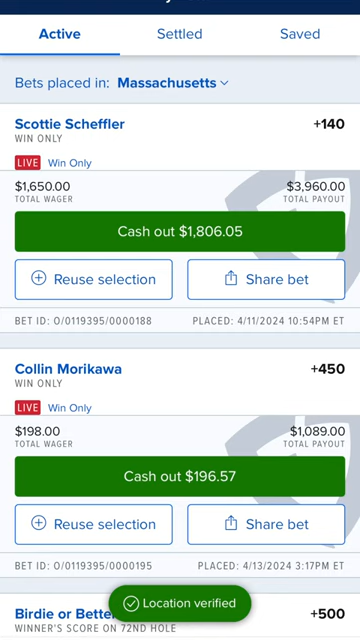 Active Settled Saved
Bets placed in: Massachusetts
Scottie Scheffler +140
WIN ONLY
LIVE Win Only
$1,650.00 $3,960.00
TOTAL WAGER TOTAL PAYOUT
Cash out $1,806.05
Reuse selection Share bet
BET ID: O/0119395/0000188 PLACED: 4/11/2024 10:54PM ET
Collin Morikawa +450
WIN ONLY
LIVE Win Only
$198.00 $1,089.00
TOTAL WAGER TOTAL PAYOUT
Cash out $196.57
Reuse selection Share bet
BET ID: O/0119395/0000195 PLACED: 4/13/2024 3:17PM ET
Location verified
Birdie or Bette +500
WINNER'S SCORE ON 72ND HOLE